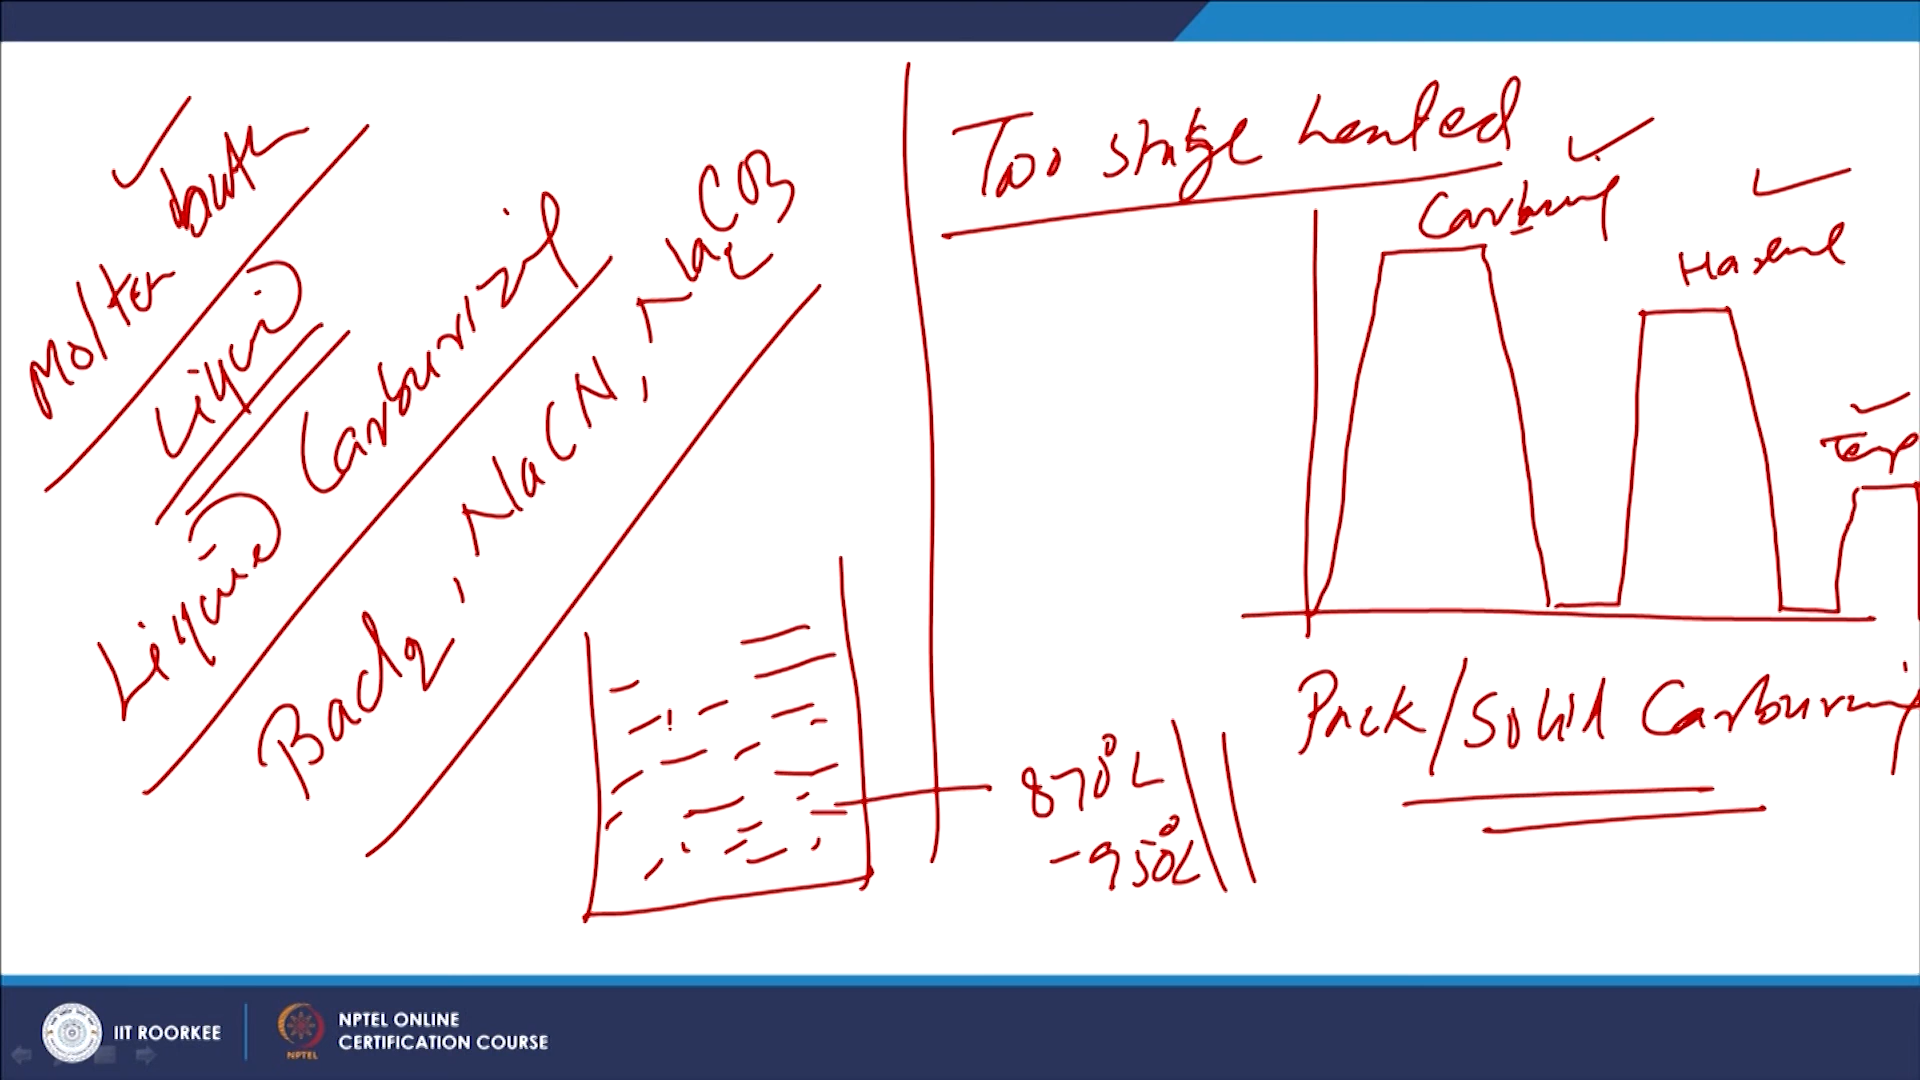 Molten bath
Liquid
Liquid Carburizing
BaCl2, NaCN, Na2CO3
Two stage heated
Carburizing
Harden
Temp
870°C
-950°C
Pack/Solid Carburizing
IIT ROORKEE
NPTEL ONLINE
CERTIFICATION COURSE
NPTEL